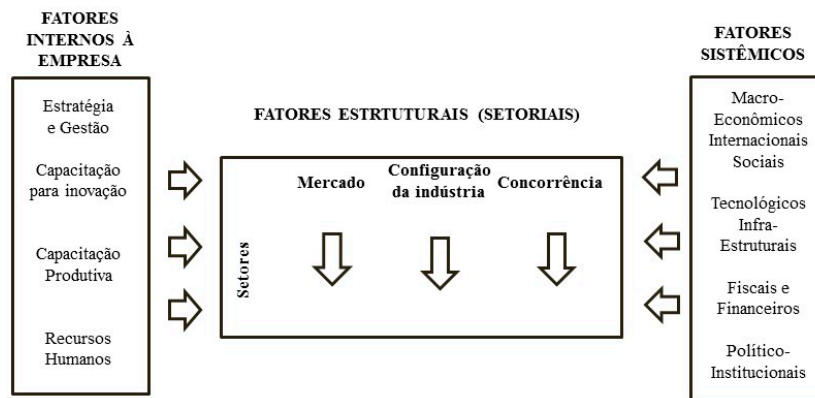 FATORES
INTERNOS À
EMPRESA
Estratégia
e Gestão
Capacitação
para inovação
Capacitação
Produtiva
Recursos
Humanos
FATORES ESTRTUTURAIS (SETORIAIS)
Mercado
Configuração
da indústria
Concorrência
Setores
FATORES
SISTÊMICOS
Macro-
Econômicos
Internacionais
Sociais
Tecnológicos
Infra-
Estruturais
Fiscais e
Financeiros
Político-
Institucionais